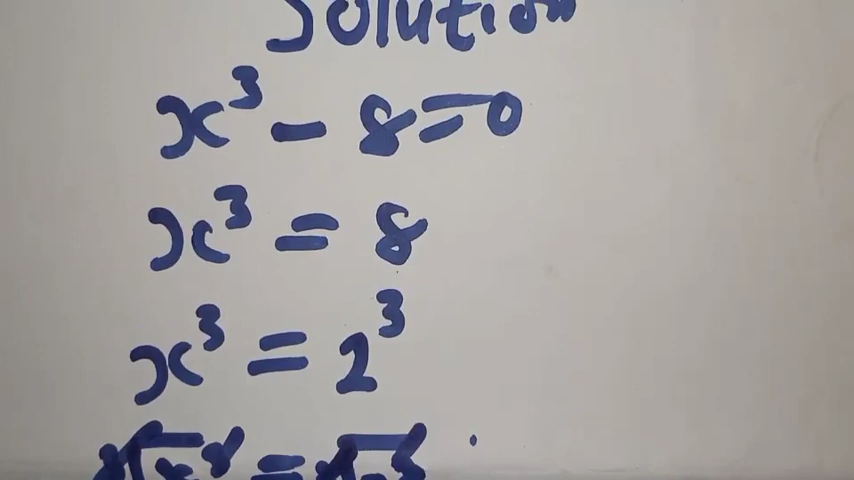 Solution
x³ - 8 = 0
x³ = 8
x³ = 2³